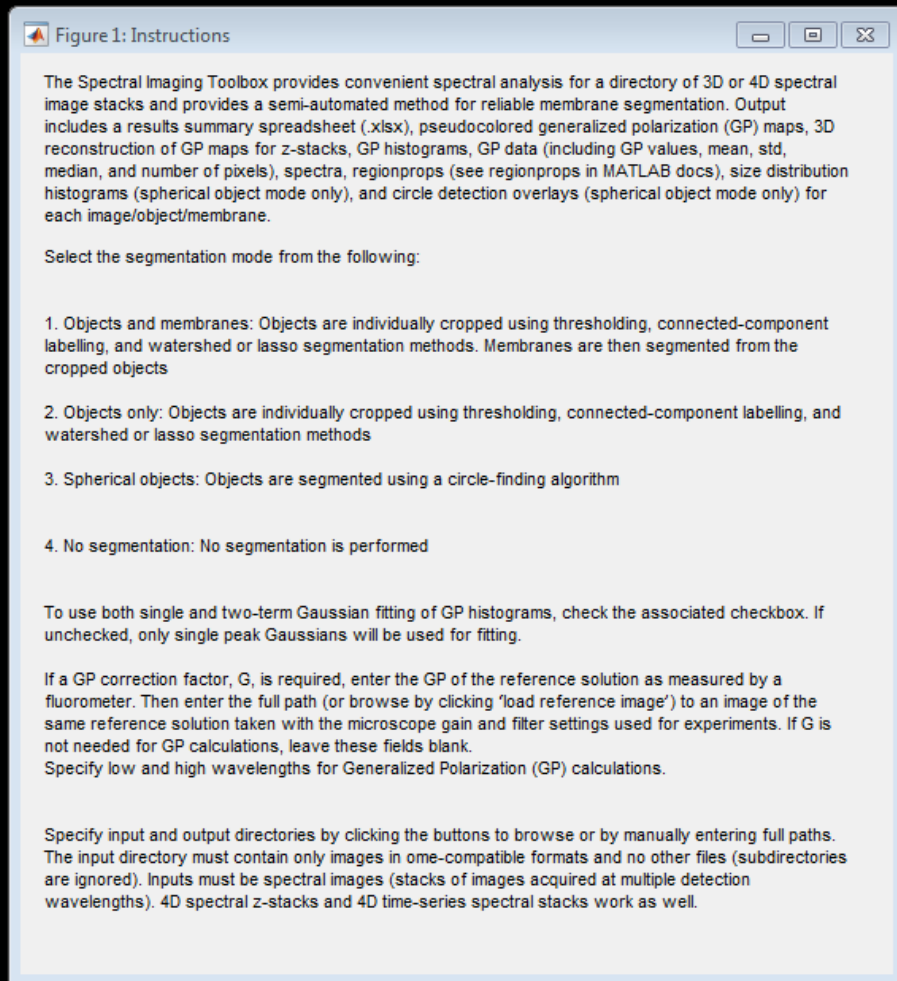 Figure 1: Instructions
The Spectral Imaging Toolbox provides convenient spectral analysis for a directory of 3D or 4D spectral
image stacks and provides a semi-automated method for reliable membrane segmentation. Output
includes a results summary spreadsheet (.xlsx), pseudocolored generalized polarization (GP) maps, 3D
reconstruction of GP maps for z-stacks, GP histograms, GP data (including GP values, mean, std,
median, and number of pixels), spectra, regionprops (see regionprops in MATLAB docs), size distribution
histograms (spherical object mode only), and circle detection overlays (spherical object mode only) for
each image/object/membrane.
Select the segmentation mode from the following:
1. Objects and membranes: Objects are individually cropped using thresholding, connected-component
labelling, and watershed or lasso segmentation methods. Membranes are then segmented from the
cropped objects
2. Objects only: Objects are individually cropped using thresholding, connected-component labelling, and
watershed or lasso segmentation methods
3. Spherical objects: Objects are segmented using a circle-finding algorithm
4. No segmentation: No segmentation is performed
To use both single and two-term Gaussian fitting of GP histograms, check the associated checkbox. If
unchecked, only single peak Gaussians will be used for fitting.
If a GP correction factor, G, is required, enter the GP of the reference solution as measured by a
fluorometer. Then enter the full path (or browse by clicking ‘load reference image’) to an image of the
same reference solution taken with the microscope gain and filter settings used for experiments. If G is
not needed for GP calculations, leave these fields blank.
Specify low and high wavelengths for Generalized Polarization (GP) calculations.
Specify input and output directories by clicking the buttons to browse or by manually entering full paths.
The input directory must contain only images in ome-compatible formats and no other files (subdirectories
are ignored). Inputs must be spectral images (stacks of images acquired at multiple detection
wavelengths). 4D spectral z-stacks and 4D time-series spectral stacks work as well.